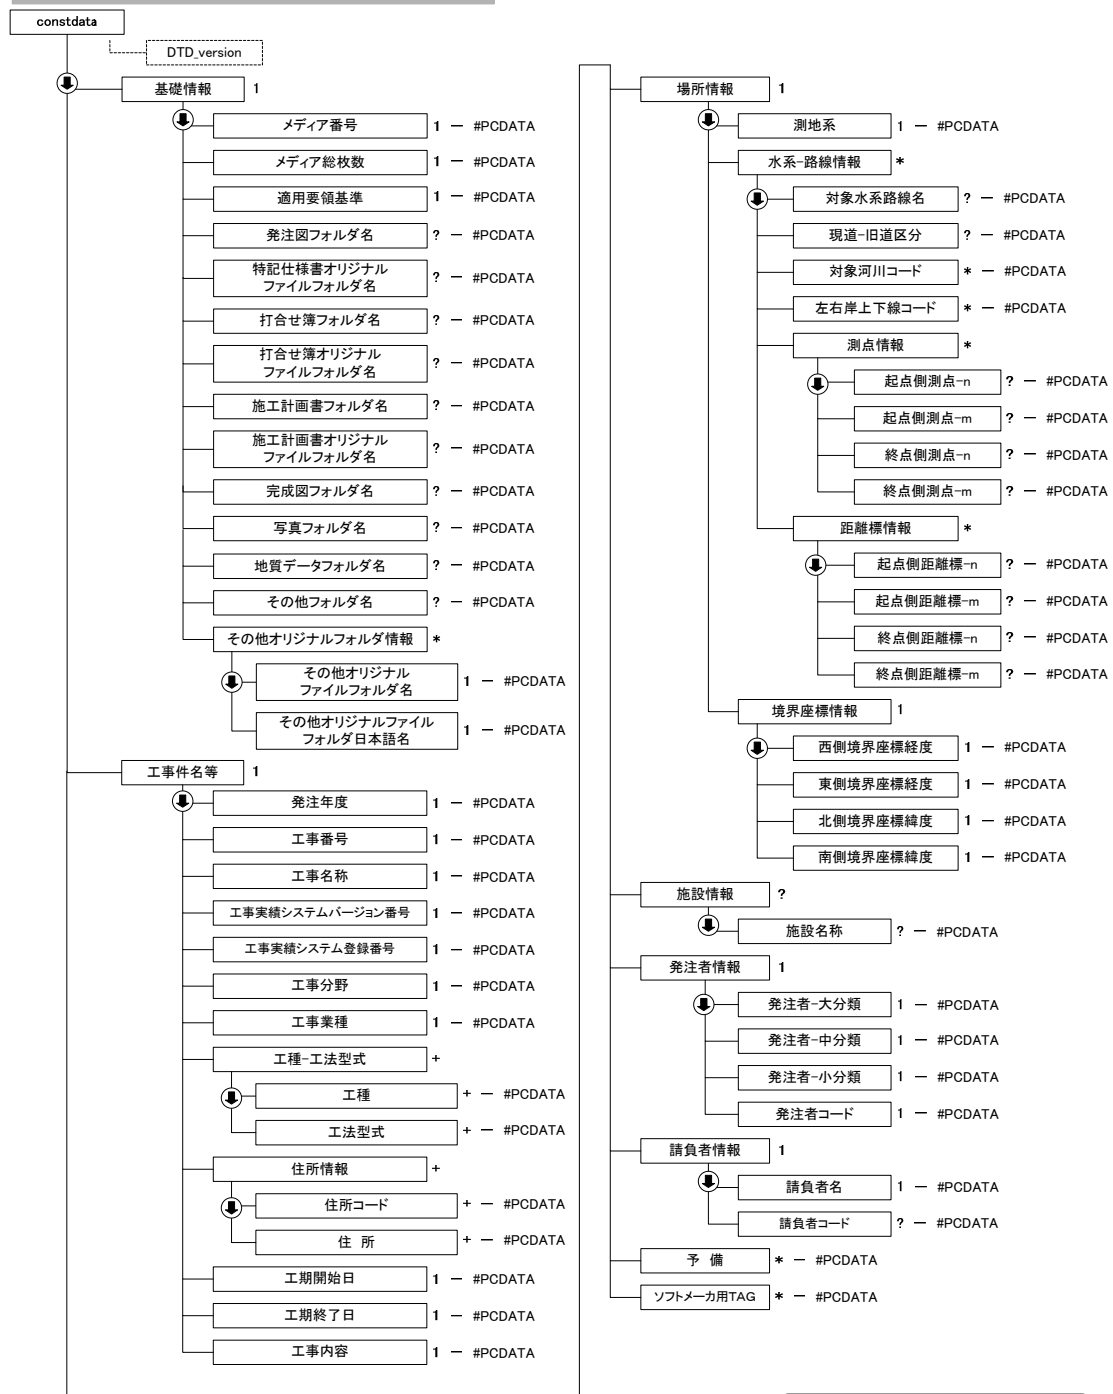 constdata
DTD_version
基礎情報 1
メディア番号 1 － #PCDATA
メディア総枚数 1 － #PCDATA
適用要領基準 1 － #PCDATA
発注図フォルダ名 ? － #PCDATA
特記仕様書オリジナル
ファイルフォルダ名 ? － #PCDATA
打合せ簿フォルダ名 ? － #PCDATA
打合せ簿オリジナル
ファイルフォルダ名 ? － #PCDATA
施工計画書フォルダ名 ? － #PCDATA
施工計画書オリジナル
ファイルフォルダ名 ? － #PCDATA
完成図フォルダ名 ? － #PCDATA
写真フォルダ名 ? － #PCDATA
地質データフォルダ名 ? － #PCDATA
その他フォルダ名 ? － #PCDATA
その他オリジナルフォルダ情報 *
その他オリジナル
ファイルフォルダ名 1 － #PCDATA
その他オリジナルファイル
フォルダ日本語名 1 － #PCDATA
工事件名等 1
発注年度 1 － #PCDATA
工事番号 1 － #PCDATA
工事名称 1 － #PCDATA
工事実績システムバージョン番号 1 － #PCDATA
工事実績システム登録番号 1 － #PCDATA
工事分野 1 － #PCDATA
工事業種 1 － #PCDATA
工種-工法型式 +
工種 + － #PCDATA
工法型式 + － #PCDATA
住所情報 +
住所コード + － #PCDATA
住 所 + － #PCDATA
工期開始日 1 － #PCDATA
工期終了日 1 － #PCDATA
工事内容 1 － #PCDATA
場所情報 1
測地系 1 － #PCDATA
水系-路線情報 *
対象水系路線名 ? － #PCDATA
現道-旧道区分 ? － #PCDATA
対象河川コード * － #PCDATA
左右岸上下線コード * － #PCDATA
測点情報 *
起点側測点-n ? － #PCDATA
起点側測点-m ? － #PCDATA
終点側測点-n ? － #PCDATA
終点側測点-m ? － #PCDATA
距離標情報 *
起点側距離標-n ? － #PCDATA
起点側距離標-m ? － #PCDATA
終点側距離標-n ? － #PCDATA
終点側距離標-m ? － #PCDATA
境界座標情報 1
西側境界座標経度 1 － #PCDATA
東側境界座標経度 1 － #PCDATA
北側境界座標緯度 1 － #PCDATA
南側境界座標緯度 1 － #PCDATA
施設情報 ?
施設名称 ? － #PCDATA
発注者情報 1
発注者-大分類 1 － #PCDATA
発注者-中分類 1 － #PCDATA
発注者-小分類 1 － #PCDATA
発注者コード 1 － #PCDATA
請負者情報 1
請負者名 1 － #PCDATA
請負者コード ? － #PCDATA
予 備 * － #PCDATA
ソフトメーカ用TAG * － #PCDATA